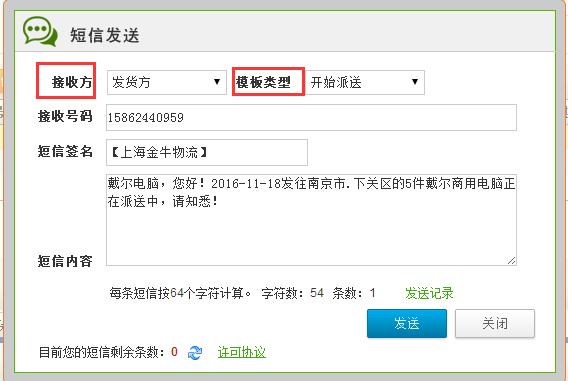 短信发送
接收方 发货方 模板类型 开始派送
接收号码 15862440959
短信签名 【上海金牛物流】
戴尔电脑，您好！2016-11-18发往南京市.下关区的5件戴尔商用电脑正
在派送中，请知悉！
短信内容
每条短信按64个字符计算。 字符数：54 条数：1 发送记录
发送 关闭
目前您的短信剩余条数：0 许可协议